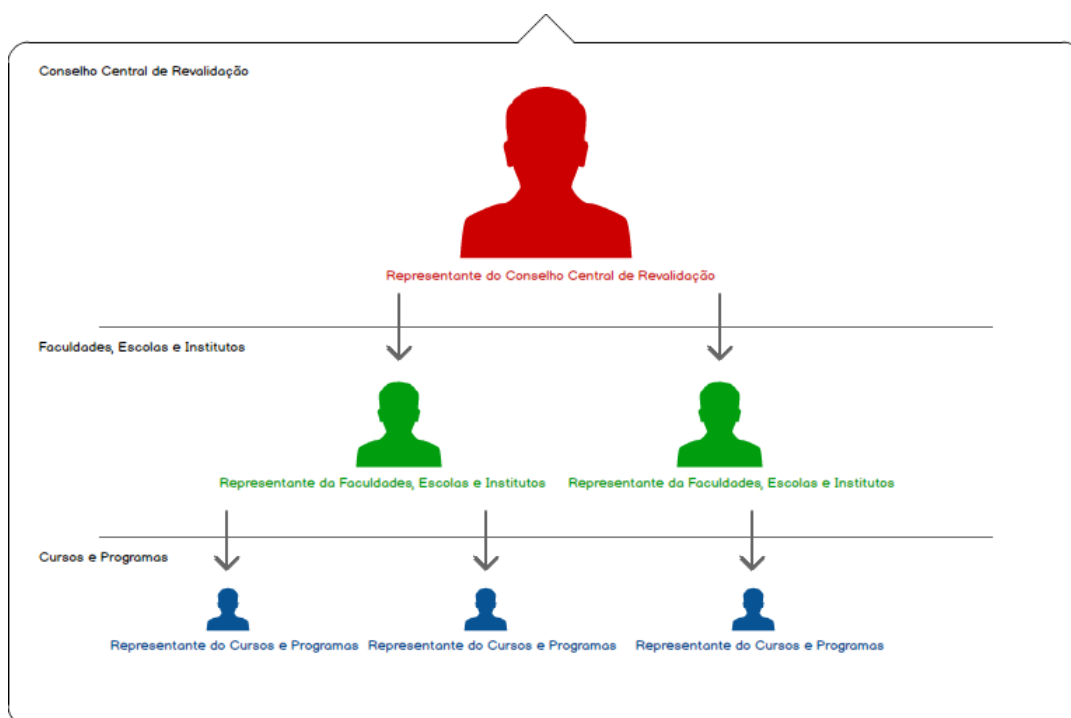 Conselho Central de Revalidação
Representante do Conselho Central de Revalidação
Faculdades, Escolas e Institutos
Representante da Faculdades, Escolas e Institutos
Representante da Faculdades, Escolas e Institutos
Cursos e Programas
Representante do Cursos e Programas
Representante do Cursos e Programas
Representante do Cursos e Programas